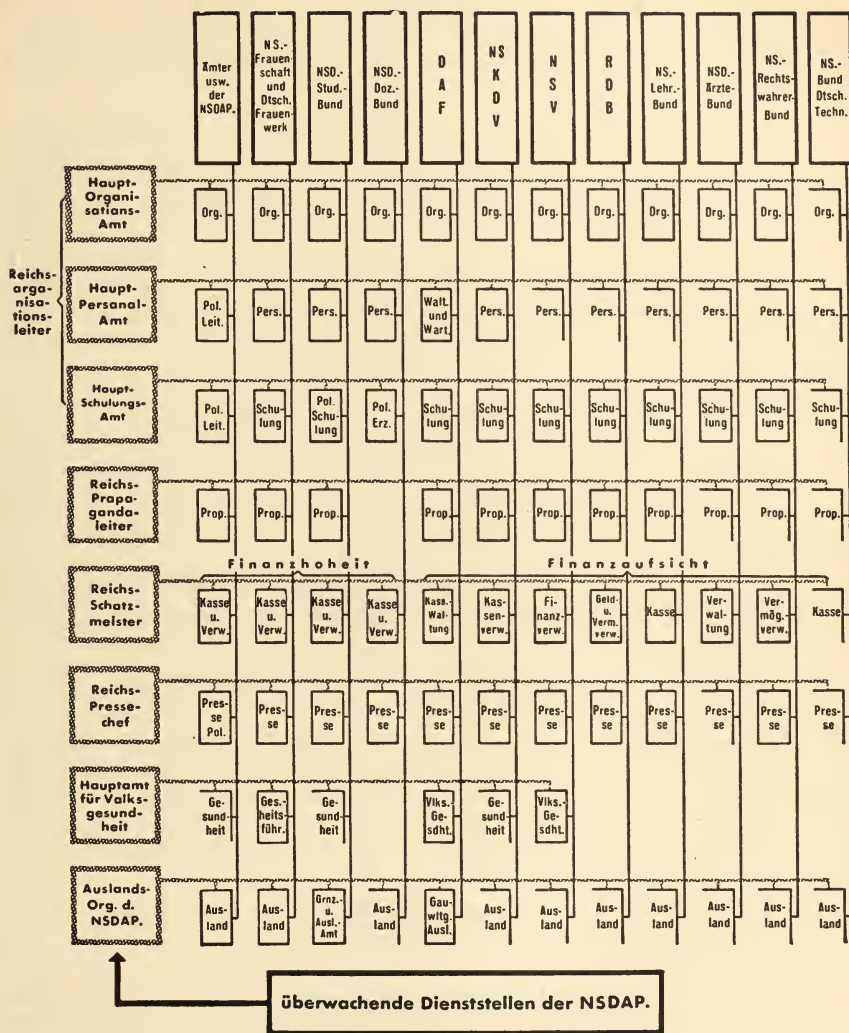 Ämter
usw.
der
NSDAP.
NS.-
Frauen-
schaft
und
Dtsch.
Frauen-
werk
NSD.-
Stud.-
Bund
NSD.-
Doz.-
Bund
D
A
F
NS
K
D
V
N
S
V
R
D
B
NS.-
Lehr.-
Bund
NSD.-
Ärzte-
Bund
NS.-
Rechts-
wahrer-
Bund
NS.-
Bund
Dtsch.
Techn.
Reichs-
arga-
nisa-
tions-
leiter
Haupt-
Organi-
sations-
Amt
Org.
Org.
Org.
Org.
Org.
Org.
Org.
Org.
Org.
Org.
Org.
Org.
Haupt-
Personal-
Amt
Pol.
Leit.
Pers.
Pers.
Pers.
Walt.
und
Wart.
Pers.
Pers.
Pers.
Pers.
Pers.
Pers.
Pers.
Haupt-
Schulungs-
Amt
Pol.
Leit.
Schu-
lung
Pol.
Schu-
lung
Pol.
Erz.
Schu-
lung
Schu-
lung
Schu-
lung
Schu-
lung
Schu-
lung
Schu-
lung
Schu-
lung
Schu-
lung
Reichs-
Prapa-
ganda-
leiter
Prop.
Prop.
Prop.
Prop.
Prop.
Prop.
Prop.
Prop.
Prop.
Prop.
Prop.
Finanzhoheit
Finanzaufsicht
Reichs-
Schatz-
meister
Kasse
u.
Verw.
Kasse
u.
Verw.
Kasse
u.
Verw.
Kasse
u.
Verw.
Kass.-
Wal-
tung
Kas-
sen-
verw.
Fi-
nanz-
verw.
Geld-
u.
Verm.
verw.
Kasse
Ver-
wal-
tung
Ver-
mög.-
verw.
Kasse
Reichs-
Presse-
chef
Pres-
se
Pol.
Pres-
se
Pres-
se
Pres-
se
Pres-
se
Pres-
se
Pres-
se
Pres-
se
Pres-
se
Pres-
se
Pres-
se
Pres-
se
Hauptamt
für Valks-
gesund-
heit
Ge-
sund-
heit
Ges.-
heits-
führ.
Ge-
sund-
heit
Vlks.-
Ge-
sdht.
Ge-
sund-
heit
Vlks.-
Ge-
sdht.
Auslands-
Org. d.
NSDAP.
Aus-
land
Aus-
land
Grnz.-
u.
Ausl.-
Amt
Aus-
land
Gau-
wltg.
Ausl.
Aus-
land
Aus-
land
Aus-
land
Aus-
land
Aus-
land
Aus-
land
Aus-
land
überwachende Dienststellen der NSDAP.